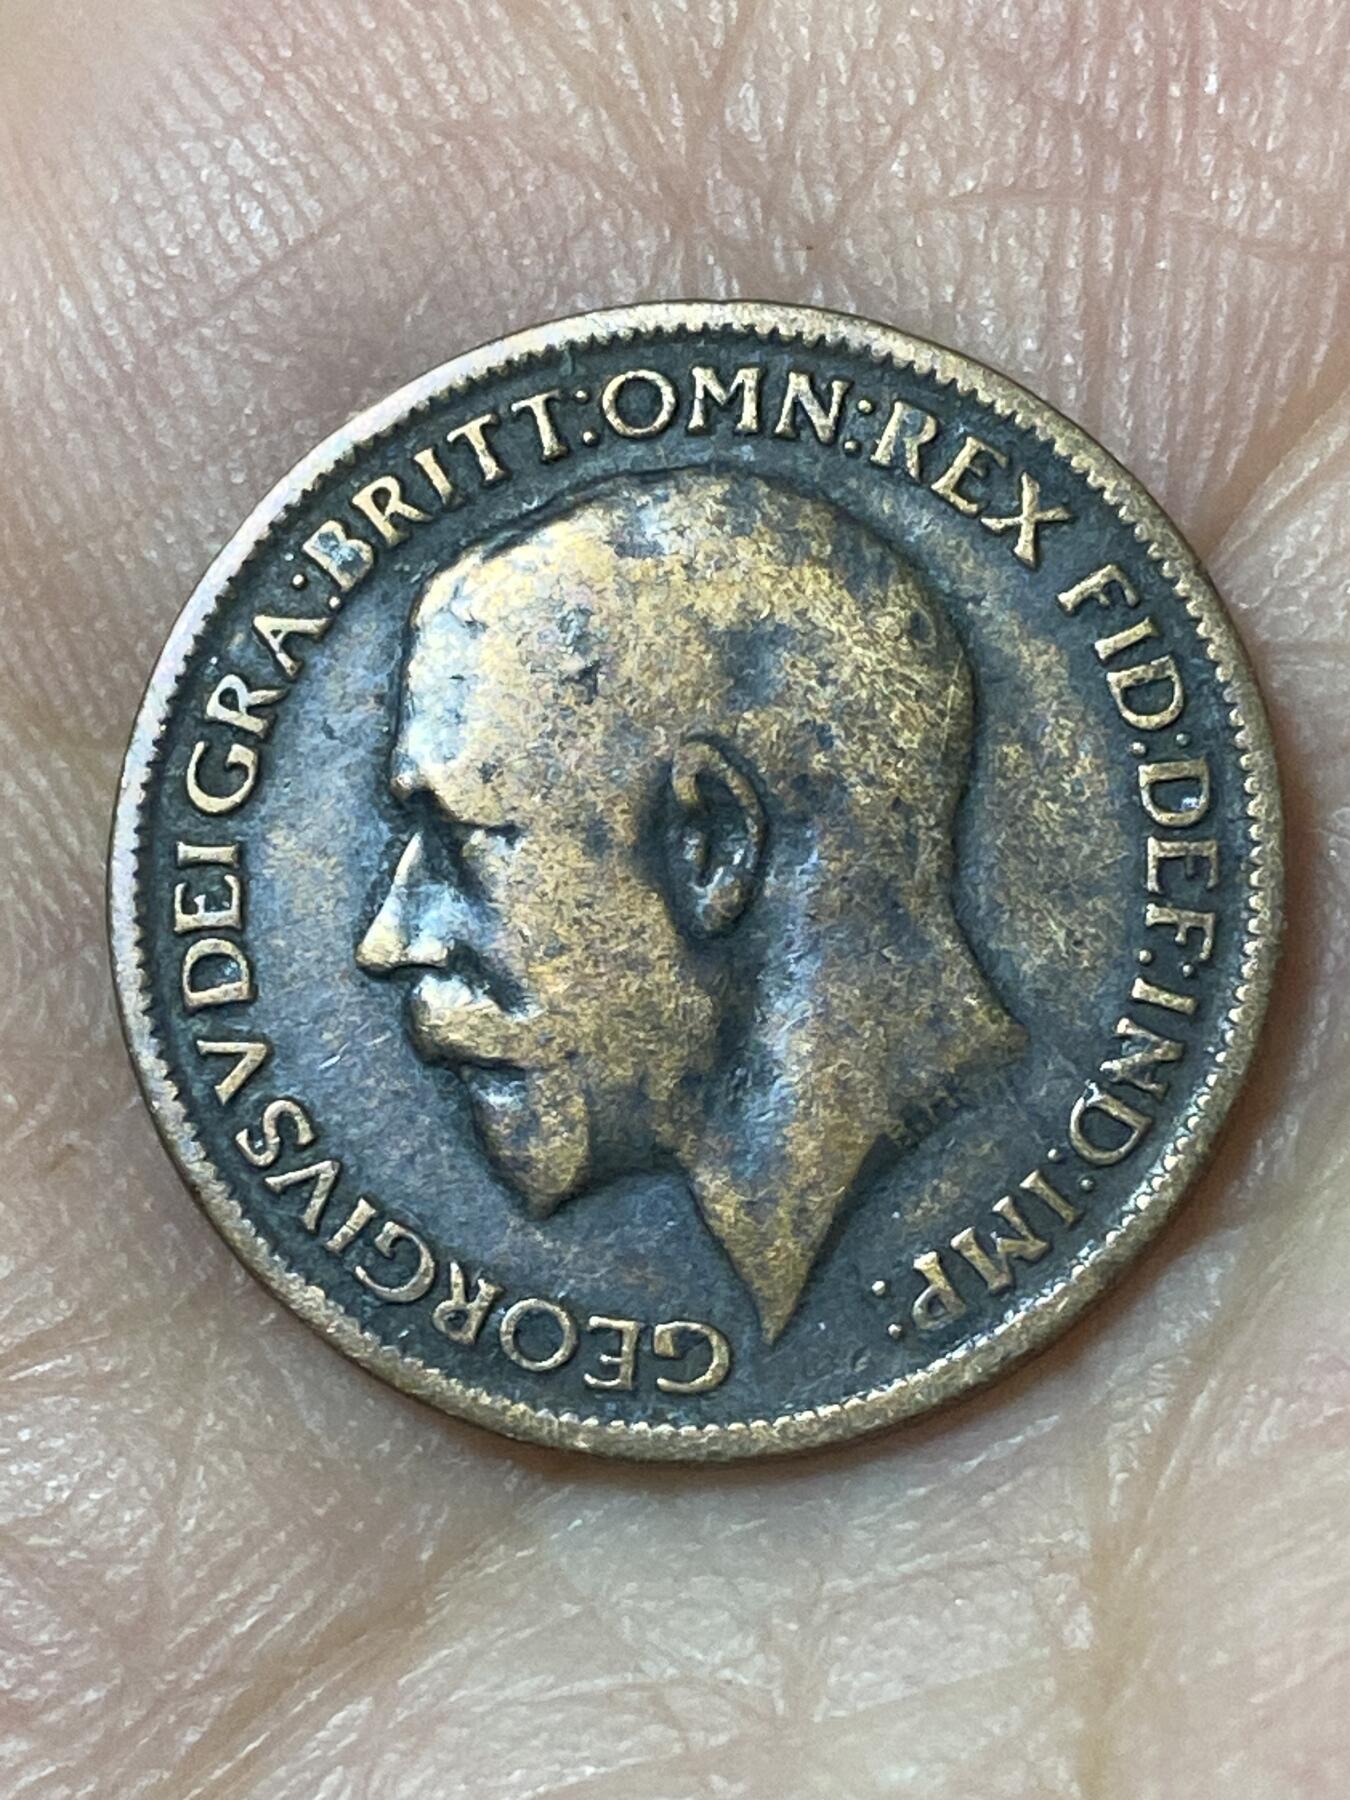 GEORGIVS V DEI GRA:BRITT:OMN:REX FID:DEF:IND:IMP: